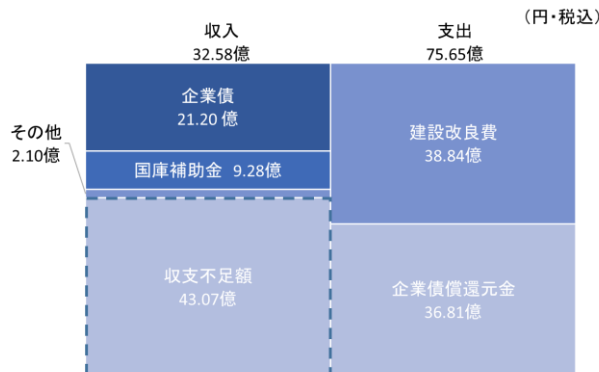 （円・税込）
収入
32.58億
支出
75.65億
企業債
21.20 億
国庫補助金 9.28億
その他
2.10億
収支不足額
43.07億
建設改良費
38.84億
企業債償還元金
36.81億